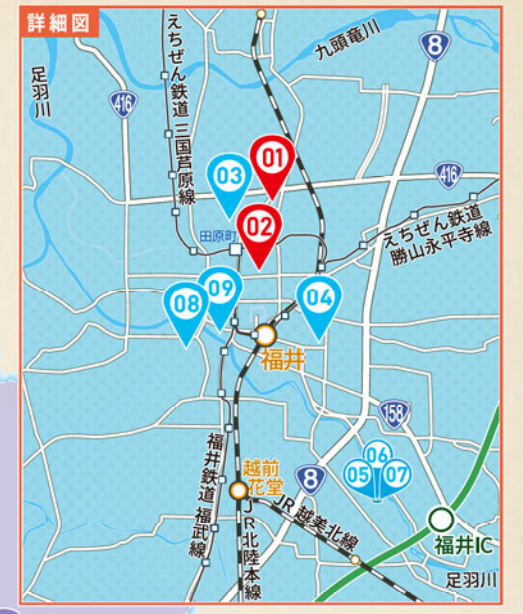 詳細図
九頭竜川
8
足羽川
えちぜん鉄道 三国芦原線
416
01
03
416
02
田原町
えちぜん鉄道
勝山永平寺線
09
08
04
福井
158
06
05
07
越前
花堂
8
福井鉄道 福武線
JR越美北線
JR北陸本線
福井IC
足羽川